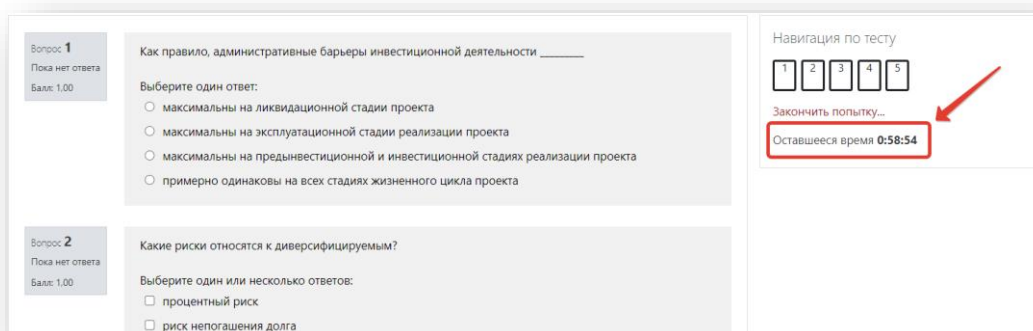 Вопрос 1
Пока нет ответа
Балл: 1,00
Как правило, административные барьеры инвестиционной деятельности ________
Выберите один ответ:
максимальны на ликвидационной стадии проекта
максимальны на эксплуатационной стадии реализации проекта
максимальны на предынвестиционной и инвестиционной стадиях реализации проекта
примерно одинаковы на всех стадиях жизненного цикла проекта
Вопрос 2
Пока нет ответа
Балл: 1,00
Какие риски относятся к диверсифицируемым?
Выберите один или несколько ответов:
процентный риск
риск непогашения долга
Навигация по тесту
1 2 3 4 5
Закончить попытку...
Оставшееся время 0:58:54